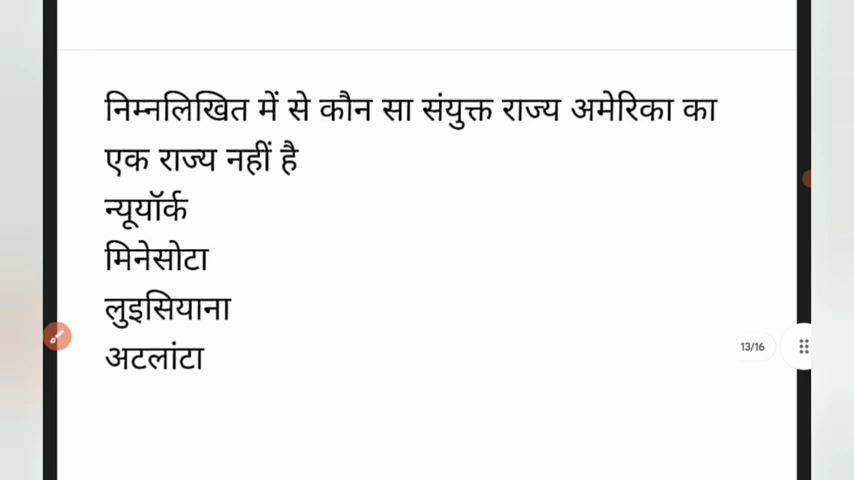 निम्नलिखित में से कौन सा संयुक्त राज्य अमेरिका का
एक राज्य नहीं है
न्यूयॉर्क
मिनेसोटा
लुइसियाना
अटलांटा
13/16